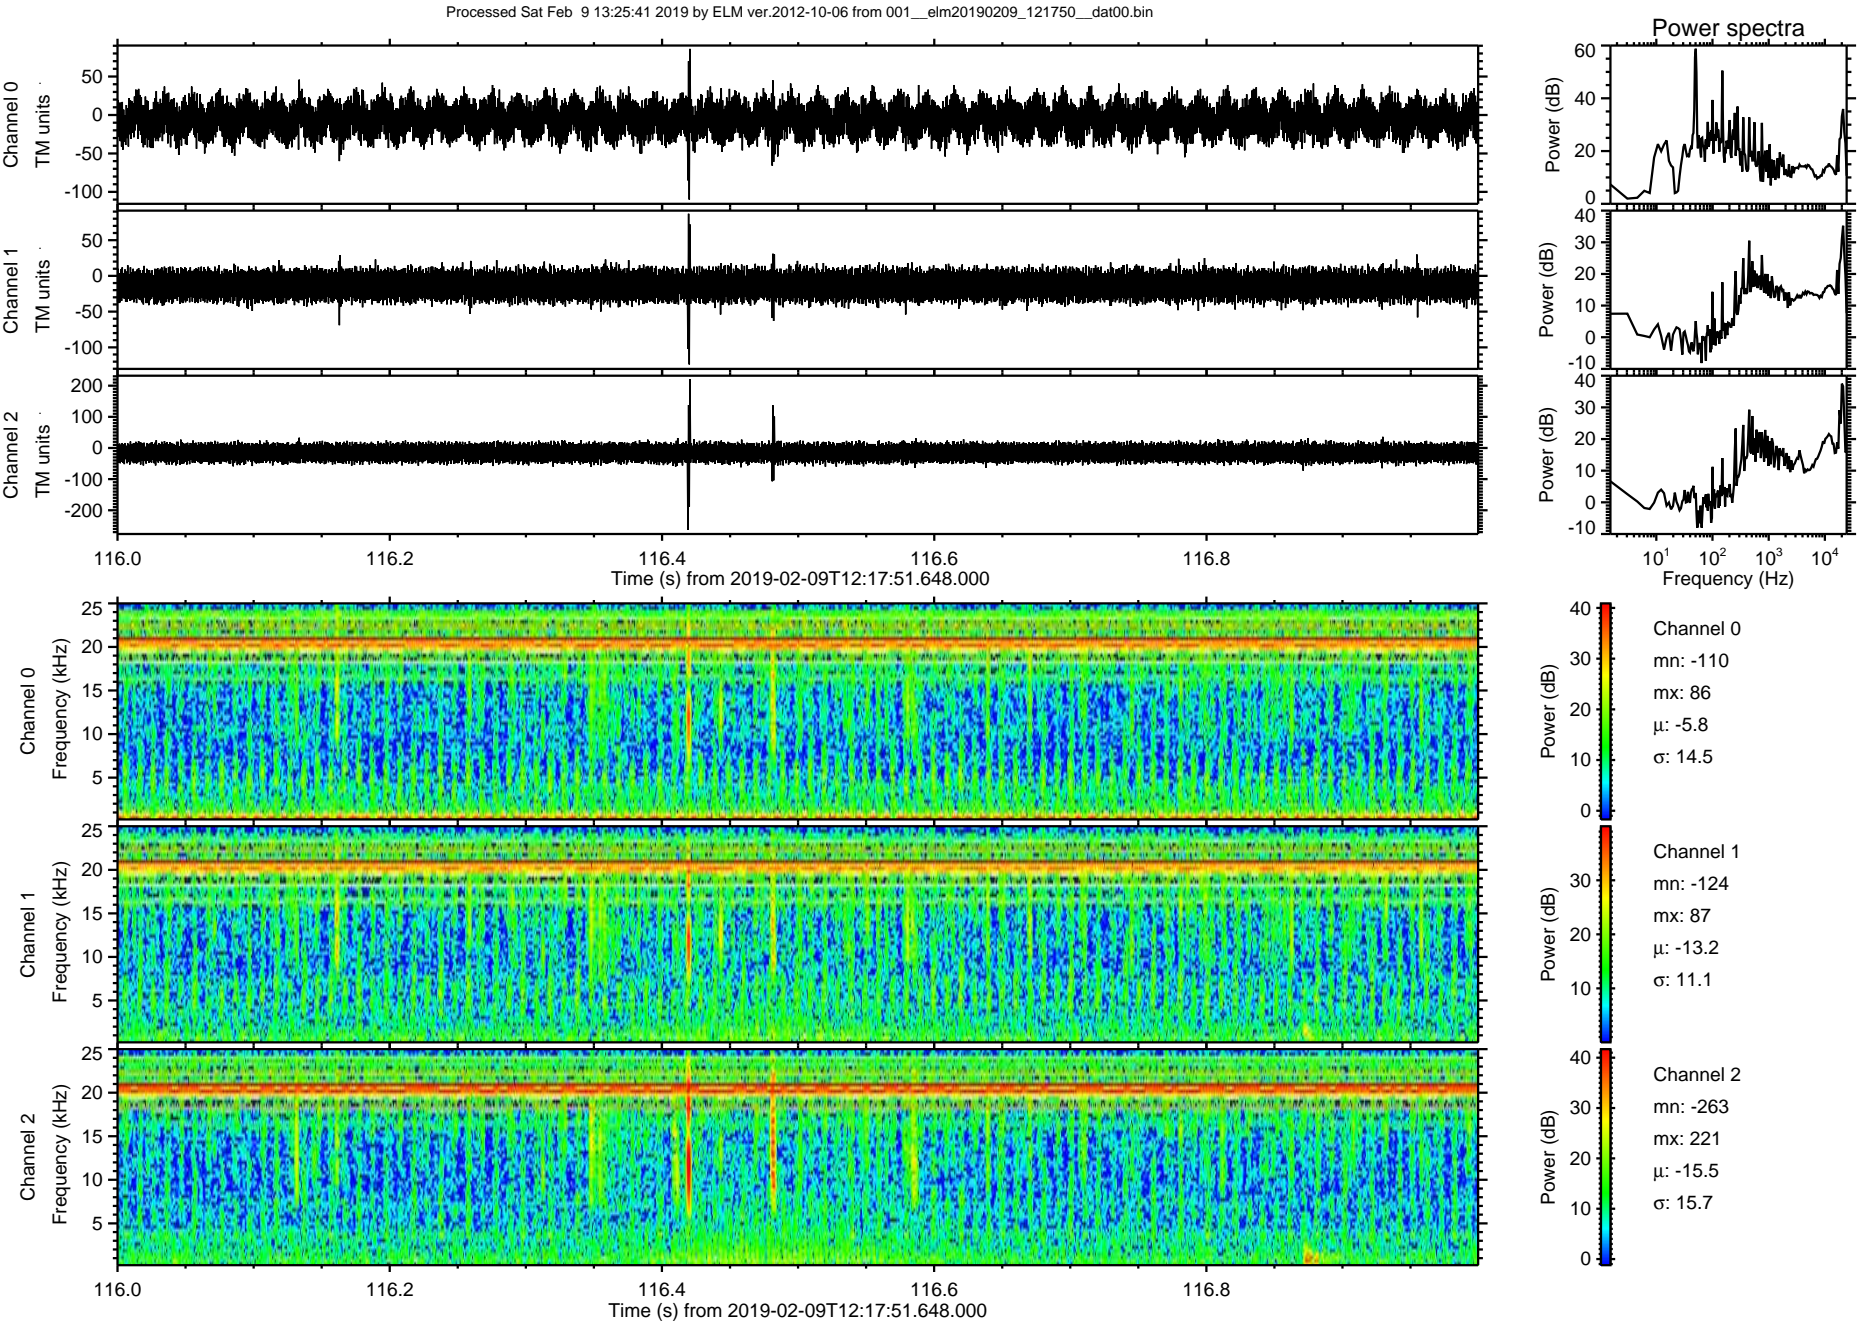 Processed Sat Feb  9 13:25:41 2019 by ELM ver.2012-10-06 from 001__elm20190209_121750__dat00.bin
Power spectra
Channel 0
TM units
50
0
-50
-100
Power (dB)
60
40
20
0
Channel 1
TM units
50
0
-50
-100
Power (dB)
40
30
20
10
0
-10
Channel 2
TM units
200
100
0
-100
-200
Power (dB)
40
30
20
10
0
-10
116.0
116.2
116.4
116.6
116.8
Time (s) from 2019-02-09T12:17:51.648.000
10¹
10²
10³
10⁴
Frequency (Hz)
Channel 0
Frequency (kHz)
25
20
15
10
5
Power (dB)
40
30
20
10
0
Channel 0
mn: -110
mx: 86
μ: -5.8
σ: 14.5
Channel 1
Frequency (kHz)
25
20
15
10
5
Power (dB)
30
20
10
Channel 1
mn: -124
mx: 87
μ: -13.2
σ: 11.1
Channel 2
Frequency (kHz)
25
20
15
10
5
Power (dB)
40
30
20
10
0
Channel 2
mn: -263
mx: 221
μ: -15.5
σ: 15.7
116.0
116.2
116.4
116.6
116.8
Time (s) from 2019-02-09T12:17:51.648.000